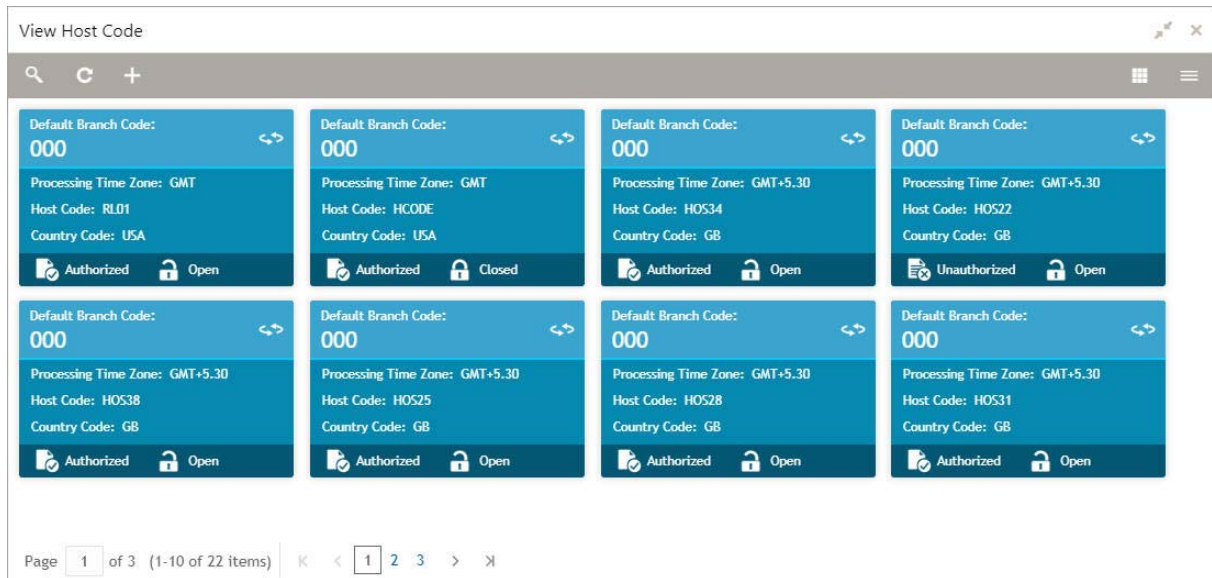 View Host Code
Default Branch Code:
000
Processing Time Zone: GMT
Host Code: RL01
Country Code: USA
Authorized Open
Default Branch Code:
000
Processing Time Zone: GMT
Host Code: HCODE
Country Code: USA
Authorized Closed
Default Branch Code:
000
Processing Time Zone: GMT+5.30
Host Code: HOS34
Country Code: GB
Authorized Open
Default Branch Code:
000
Processing Time Zone: GMT+5.30
Host Code: HOS22
Country Code: GB
Unauthorized Open
Default Branch Code:
000
Processing Time Zone: GMT+5.30
Host Code: HOS38
Country Code: GB
Authorized Open
Default Branch Code:
000
Processing Time Zone: GMT+5.30
Host Code: HOS25
Country Code: GB
Authorized Open
Default Branch Code:
000
Processing Time Zone: GMT+5.30
Host Code: HOS28
Country Code: GB
Authorized Open
Default Branch Code:
000
Processing Time Zone: GMT+5.30
Host Code: HOS31
Country Code: GB
Authorized Open
Page 1 of 3 (1-10 of 22 items) 1 2 3